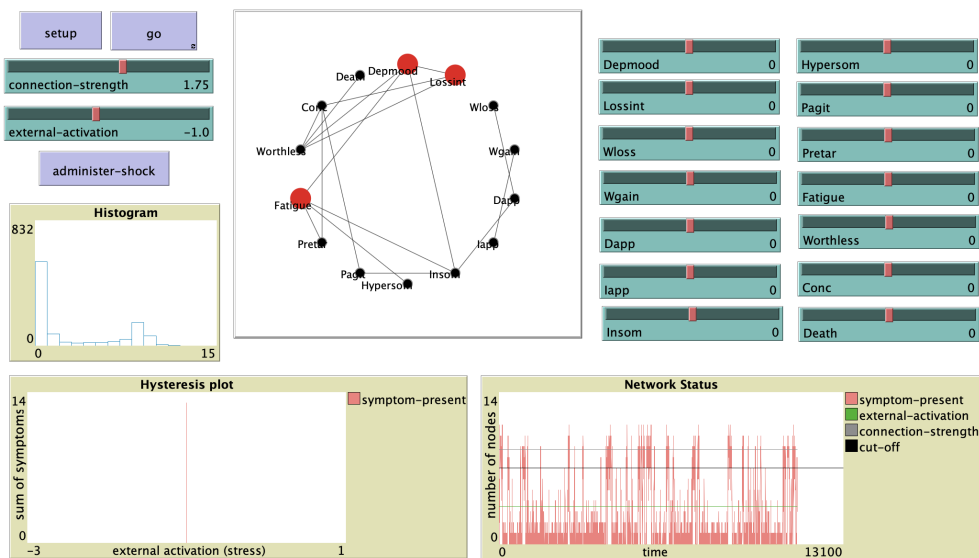 setup
go
connection-strength 1.75
external-activation -1.0
administer-shock
Histogram
832
0
0 15
Death
Depmood
Lossint
Conc
Wloss
Worthless
Wgain
Fatigue
Dapp
Pretar
Iapp
Pagit
Insom
Hypersom
Depmood 0
Lossint 0
Wloss 0
Wgain 0
Dapp 0
Iapp 0
Insom 0
Hypersom 0
Pagit 0
Pretar 0
Fatigue 0
Worthless 0
Conc 0
Death 0
Hysteresis plot
14
sum of symptoms
0
-3 external activation (stress) 1
symptom-present
Network Status
14
number of nodes
0
0 time 13100
symptom-present
external-activation
connection-strength
cut-off